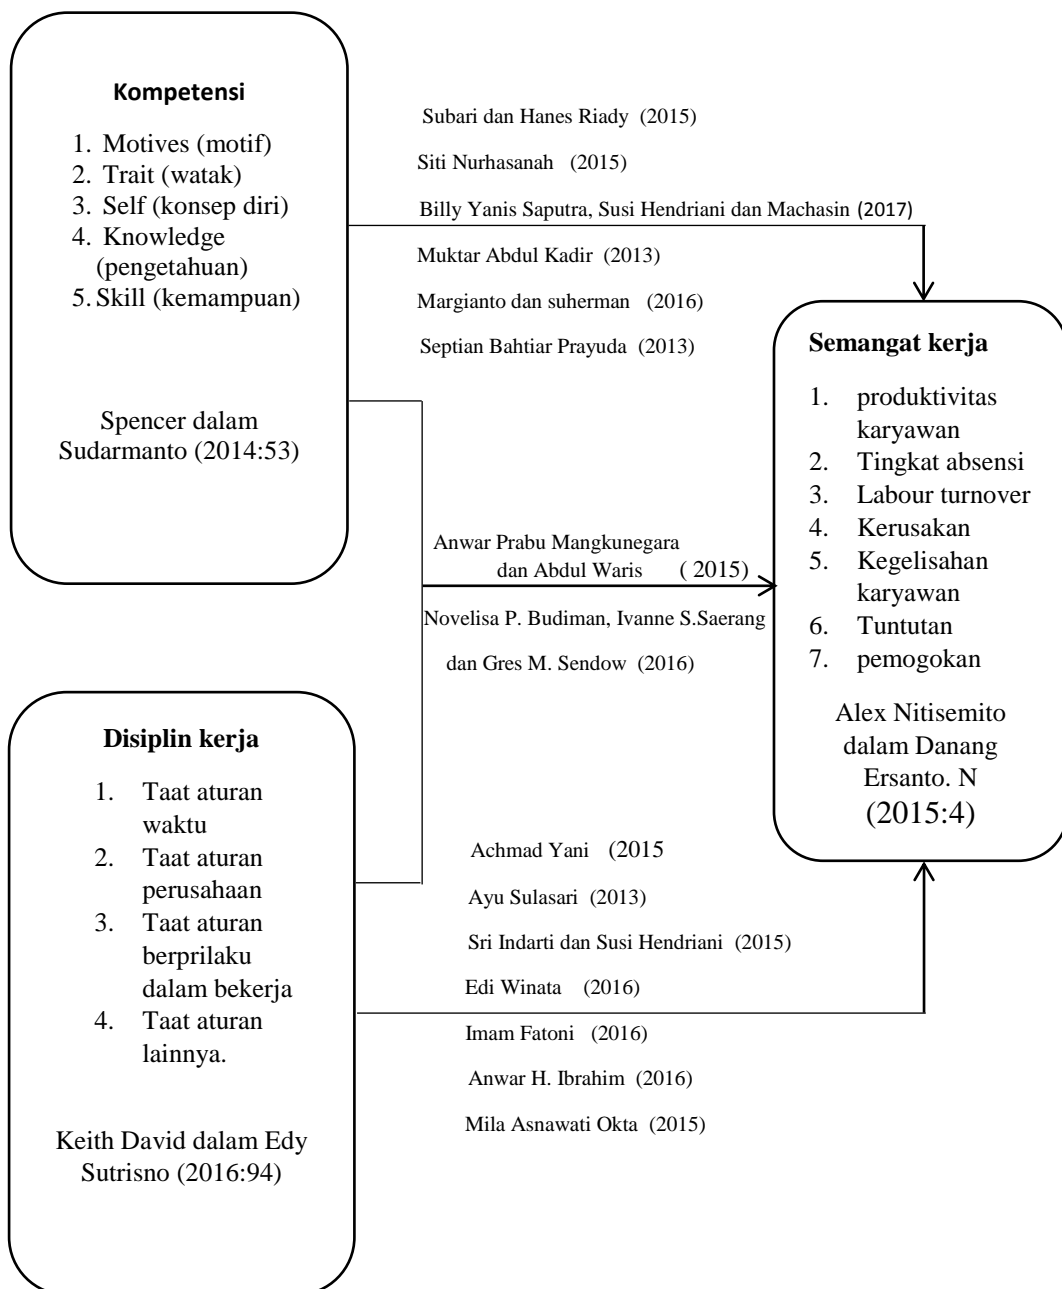 Kompetensi
1. Motives (motif)
2. Trait (watak)
3. Self (konsep diri)
4. Knowledge
(pengetahuan)
5. Skill (kemampuan)
Spencer dalam
Sudarmanto (2014:53)
Subari dan Hanes Riady (2015)
Siti Nurhasanah (2015)
Billy Yanis Saputra, Susi Hendriani dan Machasin (2017)
Muktar Abdul Kadir (2013)
Margianto dan suherman (2016)
Septian Bahtiar Prayuda (2013)
Anwar Prabu Mangkunegara
dan Abdul Waris ( 2015)
Novelisa P. Budiman, Ivanne S.Saerang
dan Gres M. Sendow (2016)
Semangat kerja
1. produktivitas
karyawan
2. Tingkat absensi
3. Labour turnover
4. Kerusakan
5. Kegelisahan
karyawan
6. Tuntutan
7. pemogokan
Alex Nitisemito
dalam Danang
Ersanto. N
(2015:4)
Disiplin kerja
1. Taat aturan
waktu
2. Taat aturan
perusahaan
3. Taat aturan
berprilaku
dalam bekerja
4. Taat aturan
lainnya.
Keith David dalam Edy
Sutrisno (2016:94)
Achmad Yani (2015
Ayu Sulasari (2013)
Sri Indarti dan Susi Hendriani (2015)
Edi Winata (2016)
Imam Fatoni (2016)
Anwar H. Ibrahim (2016)
Mila Asnawati Okta (2015)